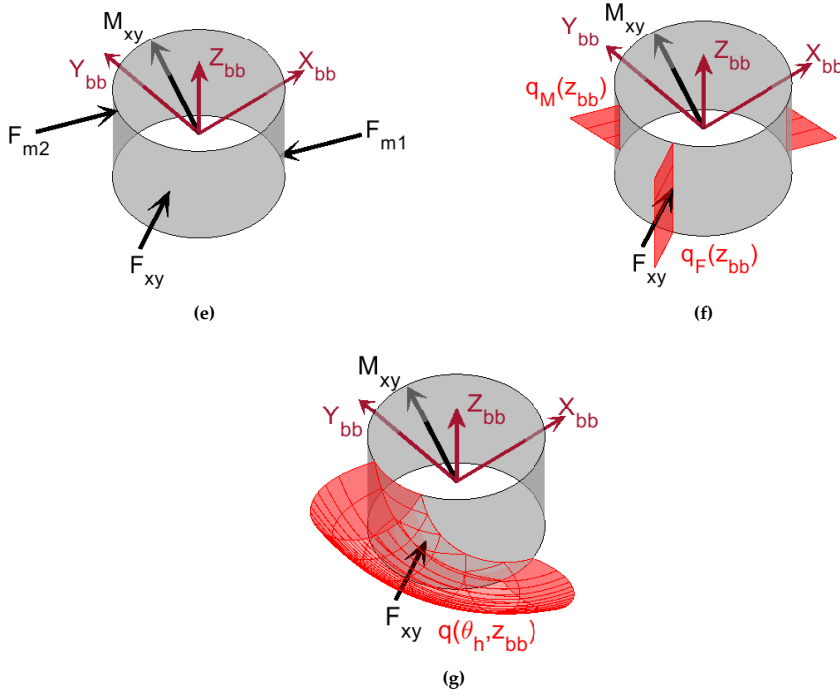 M_xy
Y_bb
Z_bb
X_bb
F_m2
F_m1
F_xy
(e)
M_xy
Y_bb
Z_bb
X_bb
q_M(z_bb)
F_xy
q_F(z_bb)
(f)
M_xy
Y_bb
Z_bb
X_bb
F_xy
q(θ_h,z_bb)
(g)